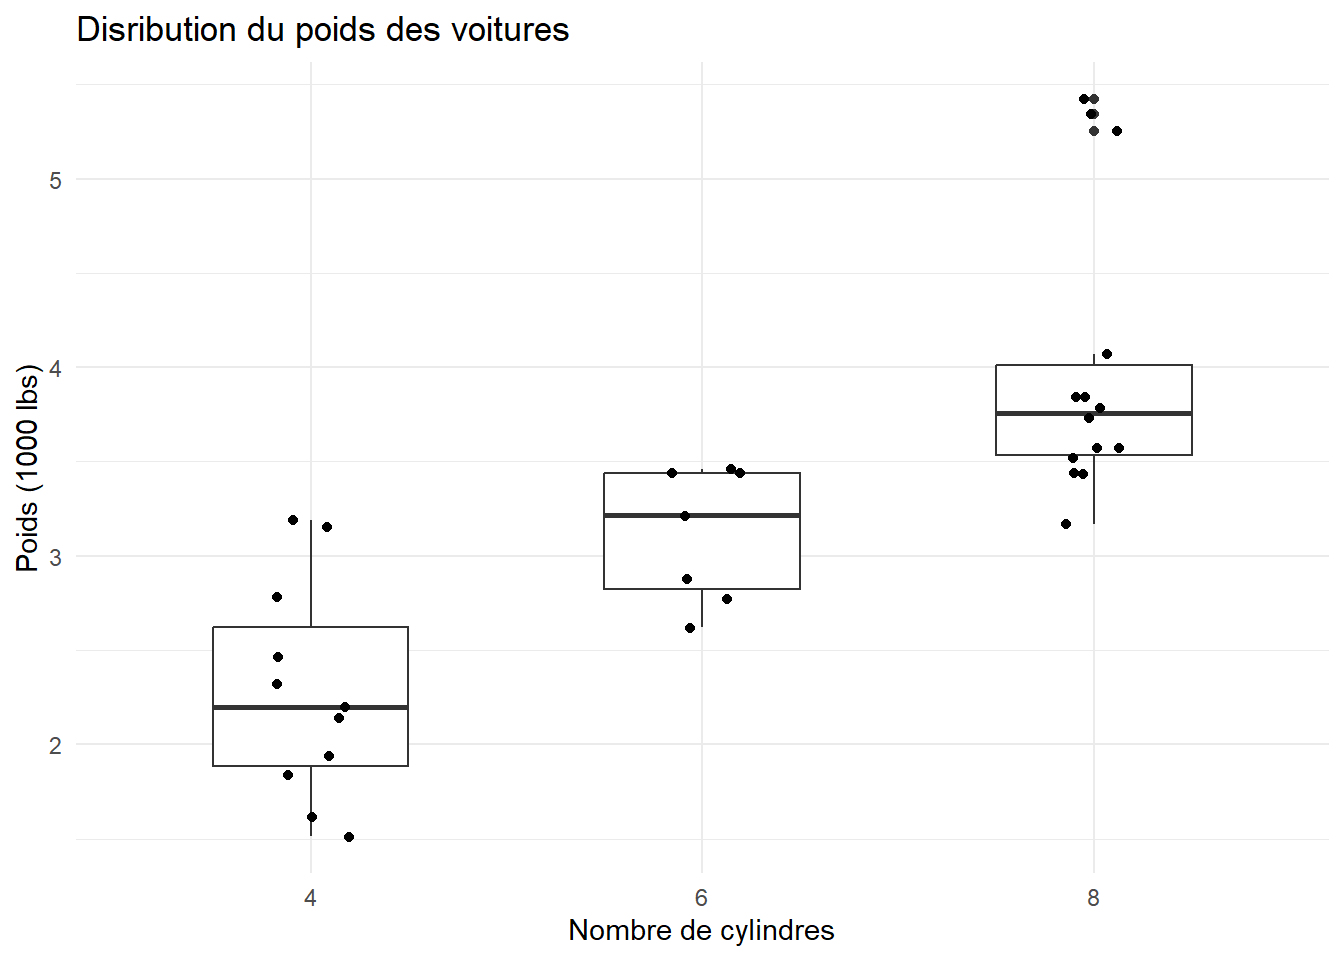 Disribution du poids des voitures
5
4
3
2
Poids (1000 lbs)
4 6 8
Nombre de cylindres